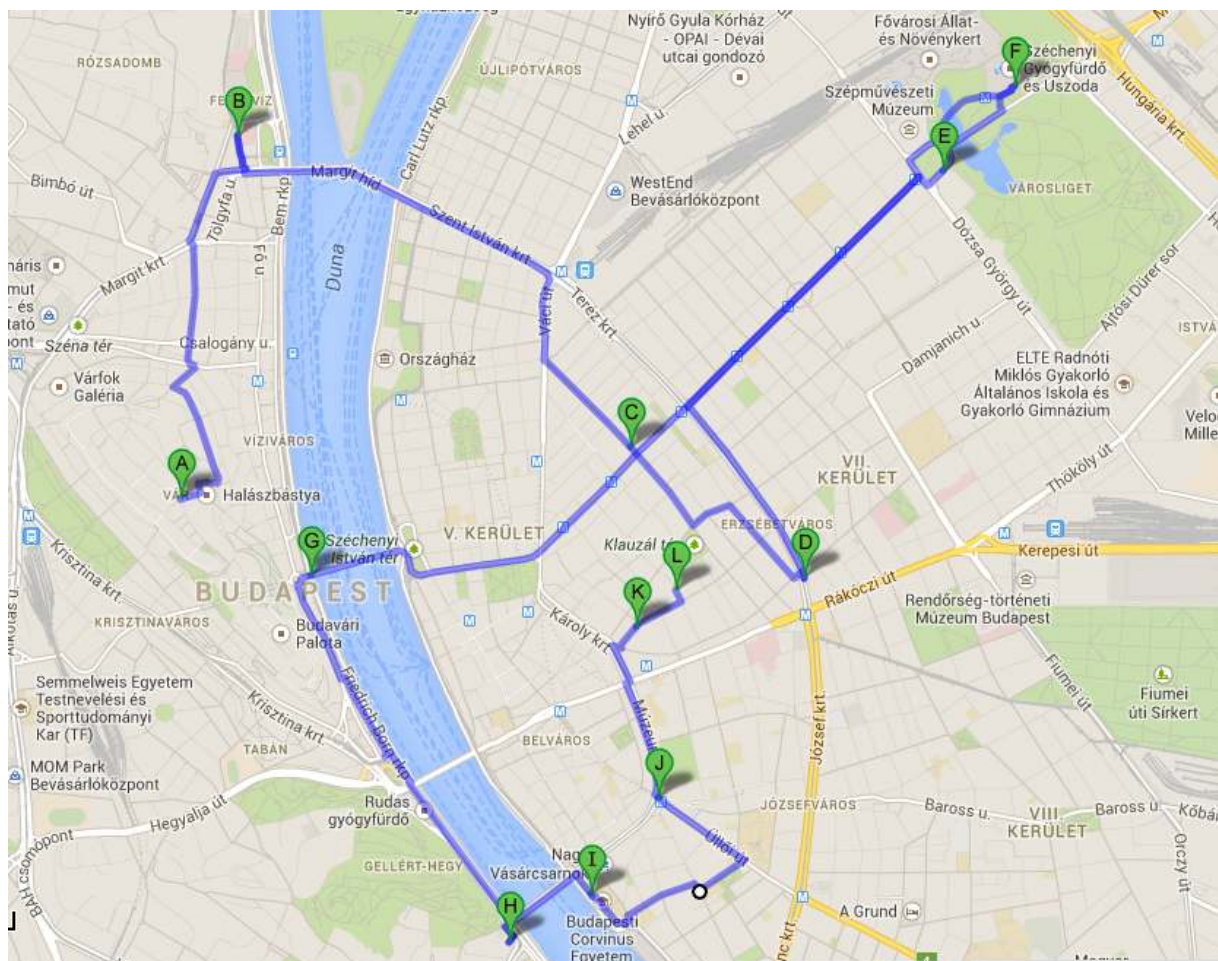 RÓZSADOMB
ÚJLIPÓTVÁROS
Nyírő Gyula Kórház
- OPAI - Dévai
utcai gondozó
Fővárosi Állat-
és Növénykert
F
Széchenyi
Gyógyfürdő
és Uszoda
Szépművészeti
Múzeum
Hungária krt.
B
Carl Lutz rkp
Lehel u.
E
Bimbó út
Margit híd
Tölgyfa u.
Bem rkp
WestEnd
Bevásárlóközpont
VÁROSLIGET
Szent István krt
Duna
Fő u
Margit krt.
Dózsa György út
Ajtósi Dürer sor
Teréz krt
Váci út
Széna tér
Csalogány u.
Országház
Damjanich u.
ELTE Radnóti
Miklós Gyakorló
Általános Iskola és
Gyakorló Gimnázium
Várfok
Galéria
C
VÍZIVÁROS
A
VÁR
Halászbástya
VII.
KERÜLET
Thököly út
V. KERÜLET
ERZSÉBETVÁROS
G
Széchenyi
István tér
Klauzál tér
L
D
Kerepesi út
BUDAPEST
K
Rákóczi út
Rendőrség-történeti
Múzeum Budapest
Krisztina krt.
KRISZTINAVÁROS
Budavári
Palota
Károly krt
Fiumei út
Fiumei
úti Sírkert
Semmelweis Egyetem
Testnevelési és
Sporttudományi
Kar (TF)
Friedrich Born rkp
Krisztina krt.
TABÁN
BELVÁROS
József krt.
MOM Park
Bevásárlóközpont
J
Hegyalja út
Rudas
gyógyfürdő
JÓZSEFVÁROS
Baross u.
VIII
KERÜLET
Baross u.
Üllői út
Orczy út
GELLÉRT-HEGY
Vásárcsarnok
I
BAH csomópont
H
Budapesti
Corvinus
Egyetem
A Grund
4